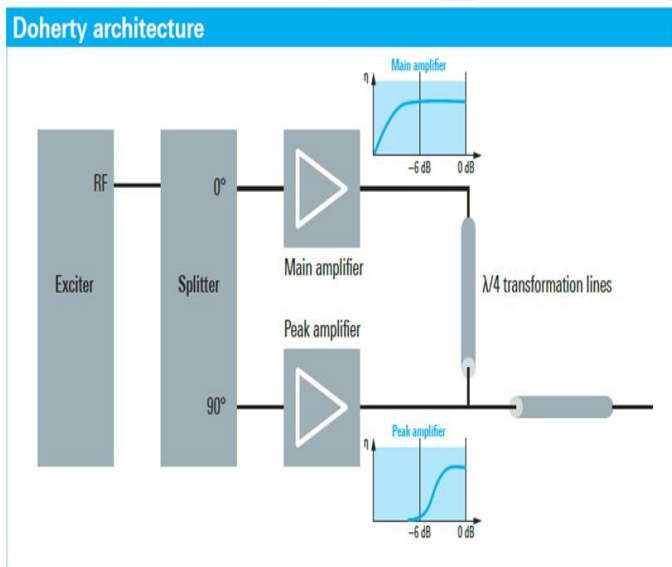 Doherty architecture
Main amplifier
η
–6 dB 0 dB
RF
0°
Exciter
Splitter
Main amplifier
λ/4 transformation lines
Peak amplifier
90°
Peak amplifier
η
–6 dB 0 dB